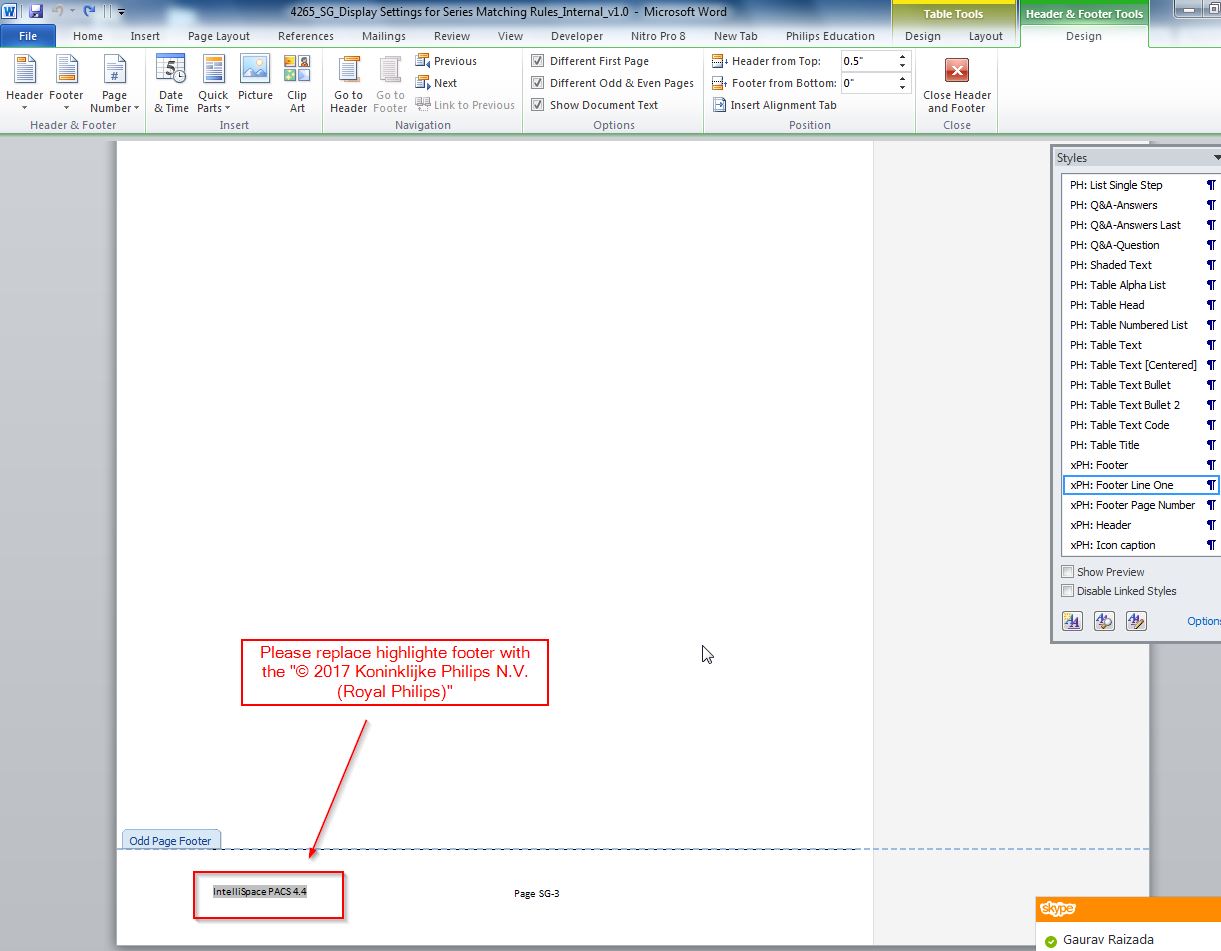 4265_SG_Display Settings for Series Matching Rules_Internal_v1.0 - Microsoft Word
Table Tools
Header & Footer Tools
File Home Insert Page Layout References Mailings Review View Developer Nitro Pro 8 New Tab Philips Education Design Layout Design
Header
Footer
Page Number
Header & Footer
Date & Time
Quick Parts
Picture
Clip Art
Insert
Go to Header
Go to Footer
Previous
Next
Link to Previous
Navigation
Different First Page
Different Odd & Even Pages
Show Document Text
Options
Header from Top: 0.5"
Footer from Bottom: 0"
Insert Alignment Tab
Position
Close Header and Footer
Close
Styles
PH: List Single Step
PH: Q&A-Answers
PH: Q&A-Answers Last
PH: Q&A-Question
PH: Shaded Text
PH: Table Alpha List
PH: Table Head
PH: Table Numbered List
PH: Table Text
PH: Table Text [Centered]
PH: Table Text Bullet
PH: Table Text Bullet 2
PH: Table Text Code
PH: Table Title
xPH: Footer
xPH: Footer Line One
xPH: Footer Page Number
xPH: Header
xPH: Icon caption
Show Preview
Disable Linked Styles
Options
Please replace highlighte footer with
the "© 2017 Koninklijke Philips N.V.
(Royal Philips)"
Odd Page Footer
IntelliSpace PACS 4.4
Page SG-3
skype
Gaurav Raizada